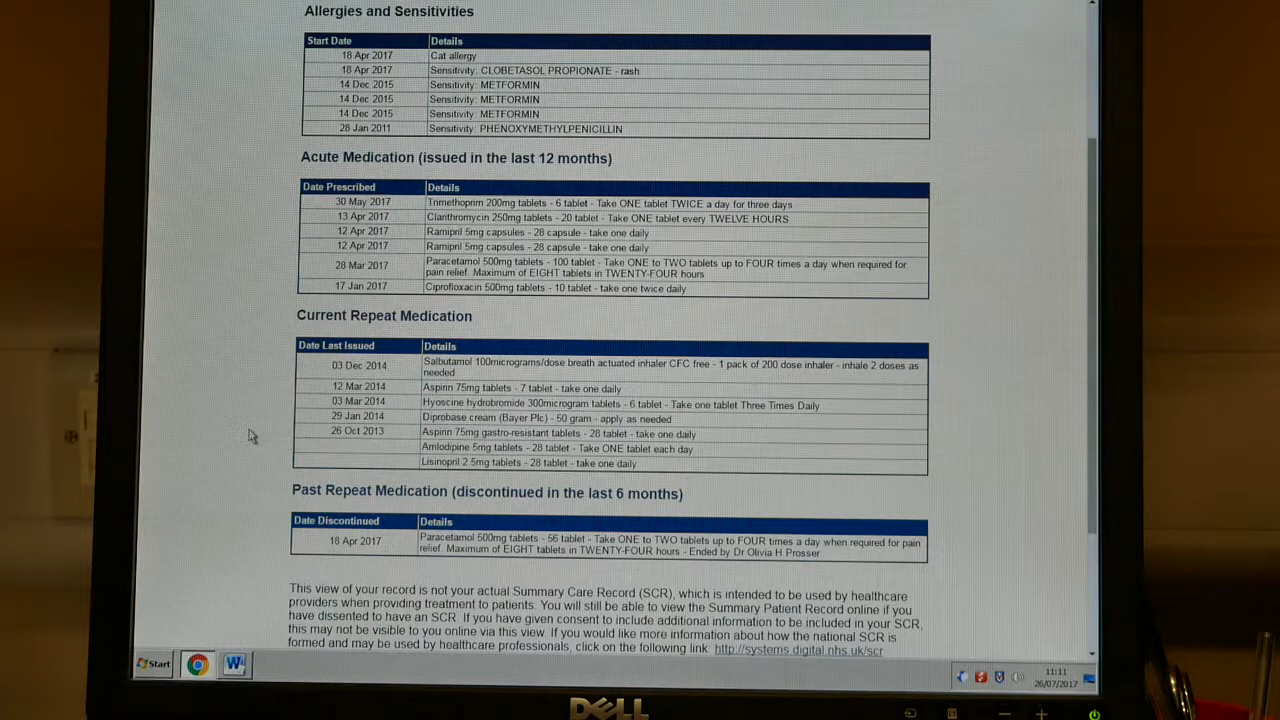 Allergies and Sensitivities
Start Date Details
18 Apr 2017 Cat allergy
18 Apr 2017 Sensitivity: CLOBETASOL PROPIONATE - rash
14 Dec 2015 Sensitivity: METFORMIN
14 Dec 2015 Sensitivity: METFORMIN
14 Dec 2015 Sensitivity: METFORMIN
28 Jan 2011 Sensitivity: PHENOXYMETHYLPENICILLIN
Acute Medication (issued in the last 12 months)
Date Prescribed Details
30 May 2017 Trimethoprim 200mg tablets - 6 tablet - Take ONE tablet TWICE a day for three days
13 Apr 2017 Clarithromycin 250mg tablets - 20 tablet - Take ONE tablet every TWELVE HOURS
12 Apr 2017 Ramipril 5mg capsules - 28 capsule - take one daily
12 Apr 2017 Ramipril 5mg capsules - 28 capsule - take one daily
28 Mar 2017 Paracetamol 500mg tablets - 100 tablet - Take ONE to TWO tablets up to FOUR times a day when required for
pain relief. Maximum of EIGHT tablets in TWENTY-FOUR hours
17 Jan 2017 Ciprofloxacin 500mg tablets - 10 tablet - take one twice daily
Current Repeat Medication
Date Last Issued Details
03 Dec 2014 Salbutamol 100micrograms/dose breath actuated inhaler CFC free - 1 pack of 200 dose inhaler - inhale 2 doses as
needed
12 Mar 2014 Aspirin 75mg tablets - 7 tablet - take one daily
03 Mar 2014 Hyoscine hydrobromide 300microgram tablets - 6 tablet - Take one tablet Three Times Daily
29 Jan 2014 Diprobase cream (Bayer Plc) - 50 gram - apply as needed
26 Oct 2013 Aspirin 75mg gastro-resistant tablets - 28 tablet - take one daily
Amlodipine 5mg tablets - 28 tablet - Take ONE tablet each day
Lisinopril 2.5mg tablets - 28 tablet - take one daily
Past Repeat Medication (discontinued in the last 6 months)
Date Discontinued Details
18 Apr 2017 Paracetamol 500mg tablets - 56 tablet - Take ONE to TWO tablets up to FOUR times a day when required for pain
relief. Maximum of EIGHT tablets in TWENTY-FOUR hours - Ended by Dr Olivia H Prosser
This view of your record is not your actual Summary Care Record (SCR), which is intended to be used by healthcare
providers when providing treatment to patients. You will still be able to view the Summary Patient Record online if you
have dissented to have an SCR. If you have given consent to include additional information to be included in your SCR,
this may not be visible to you online via this view. If you would like more information about how the national SCR is
formed and may be used by healthcare professionals, click on the following link: http://systems.digital.nhs.uk/scr
Start
W
11:11
26/07/2017
DELL